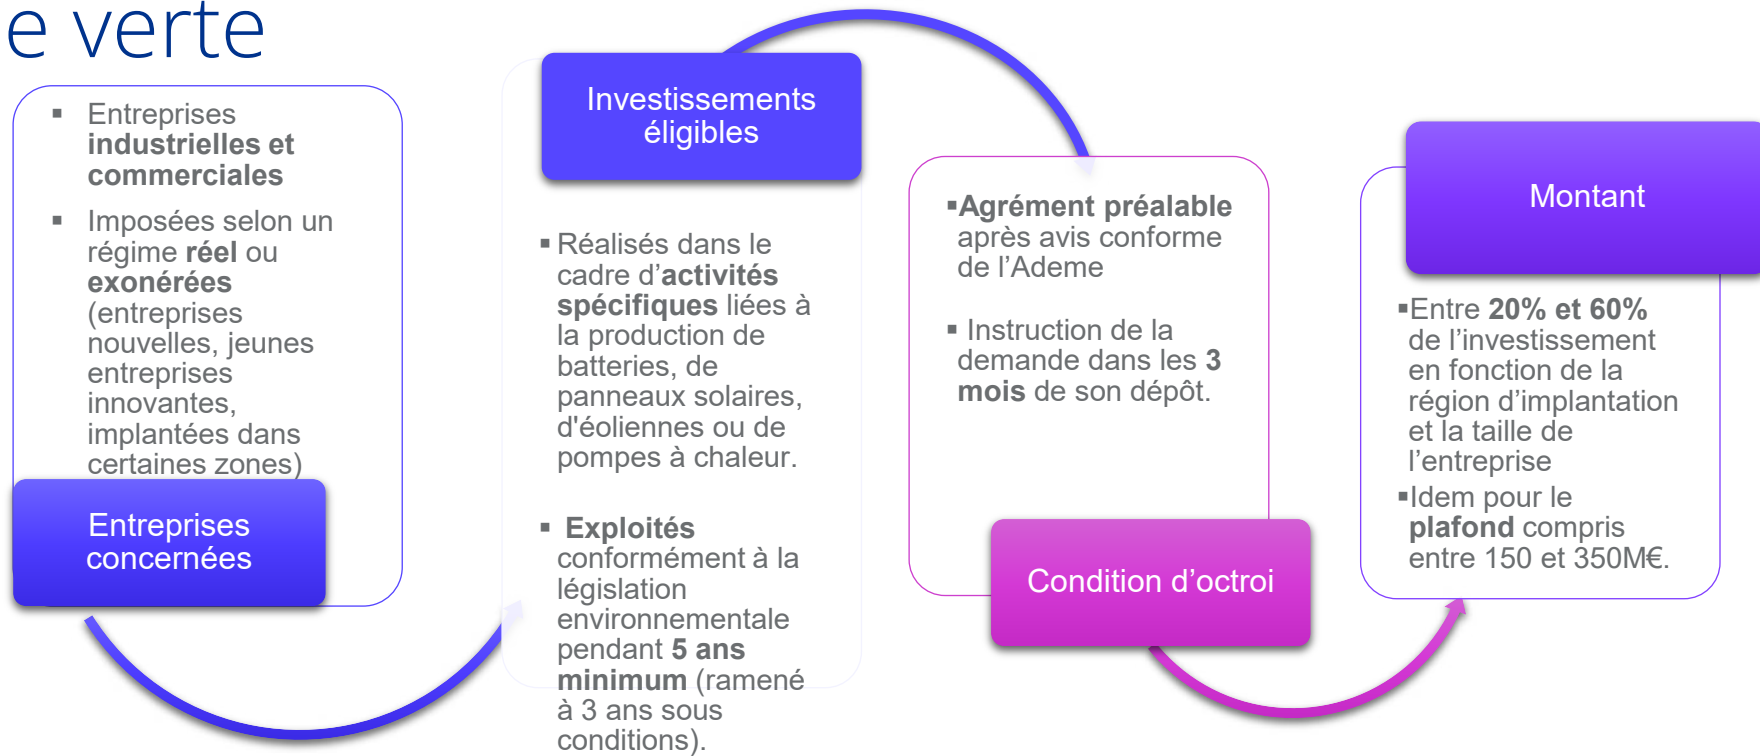 e verte
▪ Entreprises
industrielles et
commerciales
▪ Imposées selon un
régime réel ou
exonérées
(entreprises
nouvelles, jeunes
entreprises
innovantes,
implantées dans
certaines zones)
Entreprises
concernées
Investissements
éligibles
▪ Réalisés dans le
cadre d’activités
spécifiques liées à
la production de
batteries, de
panneaux solaires,
d'éoliennes ou de
pompes à chaleur.
▪ Exploités
conformément à la
législation
environnementale
pendant 5 ans
minimum (ramené
à 3 ans sous
conditions).
▪Agrément préalable
après avis conforme
de l’Ademe
▪ Instruction de la
demande dans les 3
mois de son dépôt.
Condition d’octroi
Montant
▪Entre 20% et 60%
de l’investissement
en fonction de la
région d’implantation
et la taille de
l’entreprise
▪Idem pour le
plafond compris
entre 150 et 350M€.